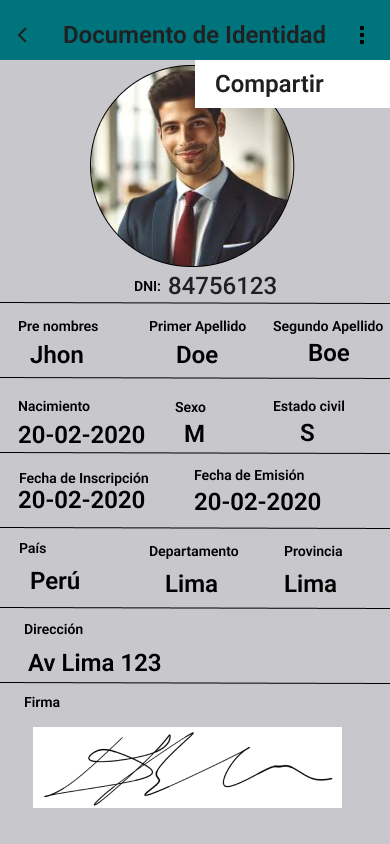 Documento de Identidad
Compartir
DNI: 84756123
Pre nombres Primer Apellido Segundo Apellido
Jhon Doe Boe
Nacimiento Sexo Estado civil
20-02-2020 M S
Fecha de Inscripción Fecha de Emisión
20-02-2020 20-02-2020
País Departamento Provincia
Perú Lima Lima
Dirección
Av Lima 123
Firma